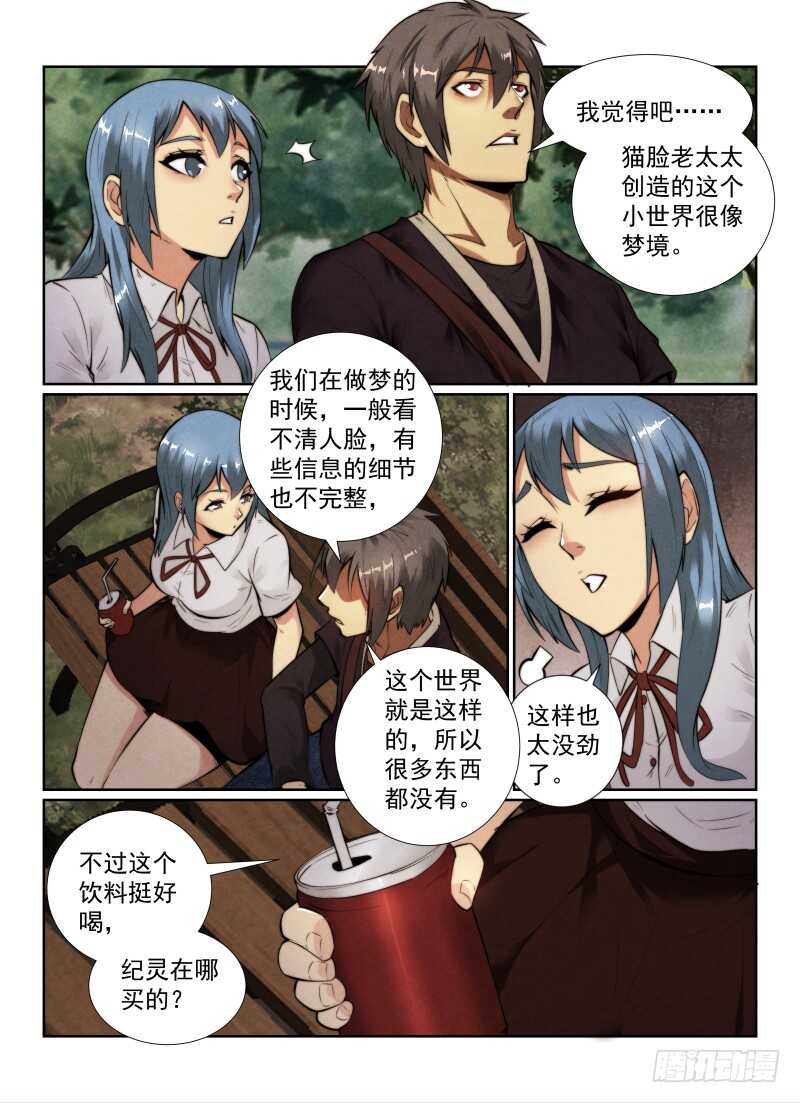 我觉得吧……
猫脸老太太
创造的这个
小世界很像
梦境。
我们在做梦的
时候，一般看
不清人脸，有
些信息的细节
也不完整，
这个世界
就是这样
的，所以
很多东西
都没有。
这样也
太没劲
了。
不过这个
饮料挺好
喝，
纪灵在哪
买的？
腾讯动漫